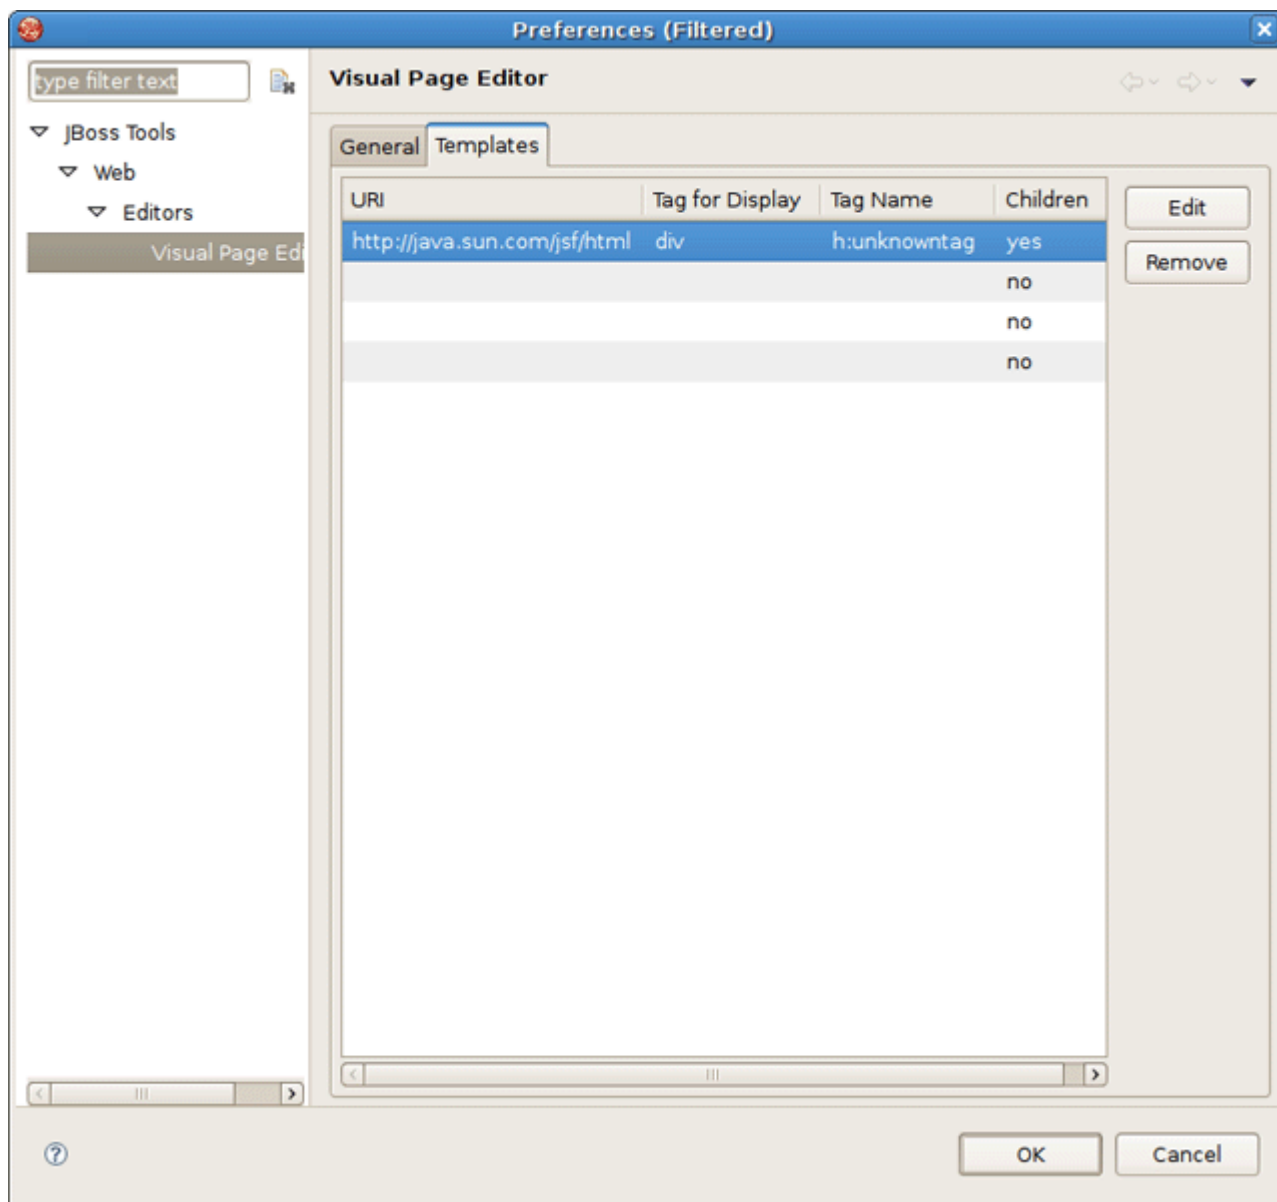 Preferences (Filtered)
type filter text
JBoss Tools
Web
Editors
Visual Page Edi
Visual Page Editor
General Templates
URI Tag for Display Tag Name Children
http://java.sun.com/jsf/html div h:unknowntag yes
no
no
no
Edit
Remove
OK Cancel